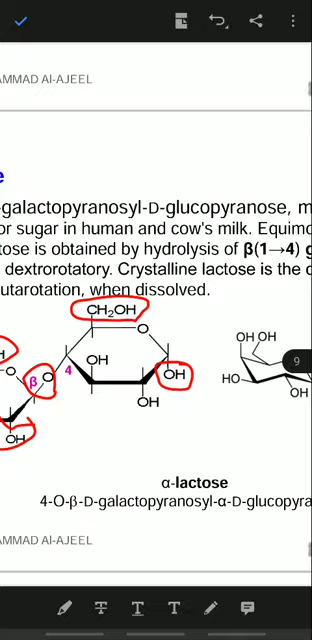 AMMAD Al-AJEEL
e
-galactopyranosyl-D-glucopyranose, m
or sugar in human and cow's milk. Equimo
tose is obtained by hydrolysis of β(1→4) g
dextrorotatory. Crystalline lactose is the
utarotation, when dissolved.
CH₂OH
O
OH OH
O
OH
9
β
O
4
OH
HO
OH
OH
OH
OH
α-lactose
4-O-β-D-galactopyranosyl-α-D-glucopyra
AMMAD Al-AJEEL
T
T
T